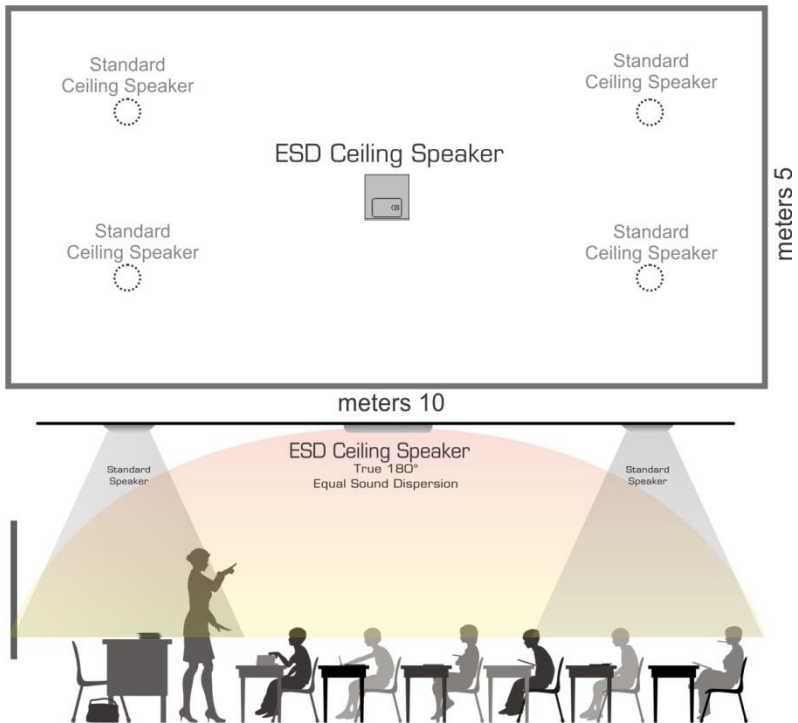 Standard
Ceiling Speaker
Standard
Ceiling Speaker
ESD Ceiling Speaker
Standard
Ceiling Speaker
Standard
Ceiling Speaker
meters 5
meters 10
ESD Ceiling Speaker
True 180°
Equal Sound Dispersion
Standard
Speaker
Standard
Speaker